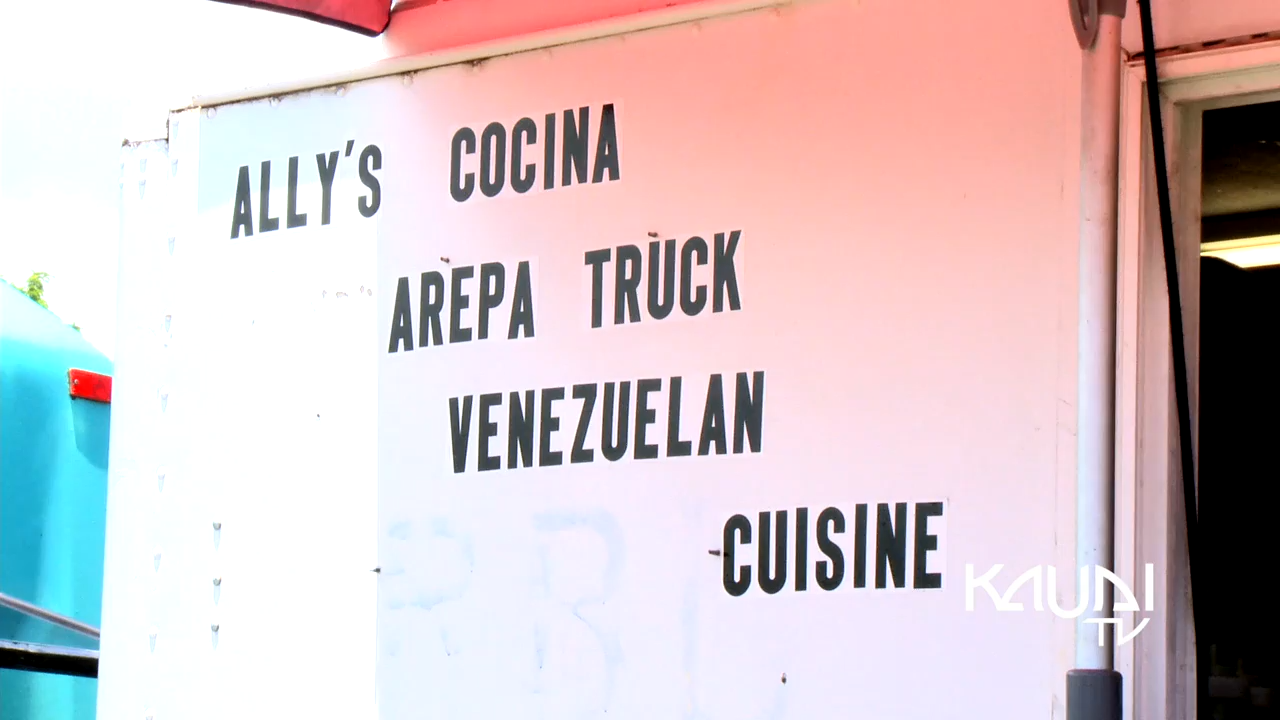 ALLY'S COCINA
AREPA TRUCK
VENEZUELAN
CUISINE
KAUAI
TV